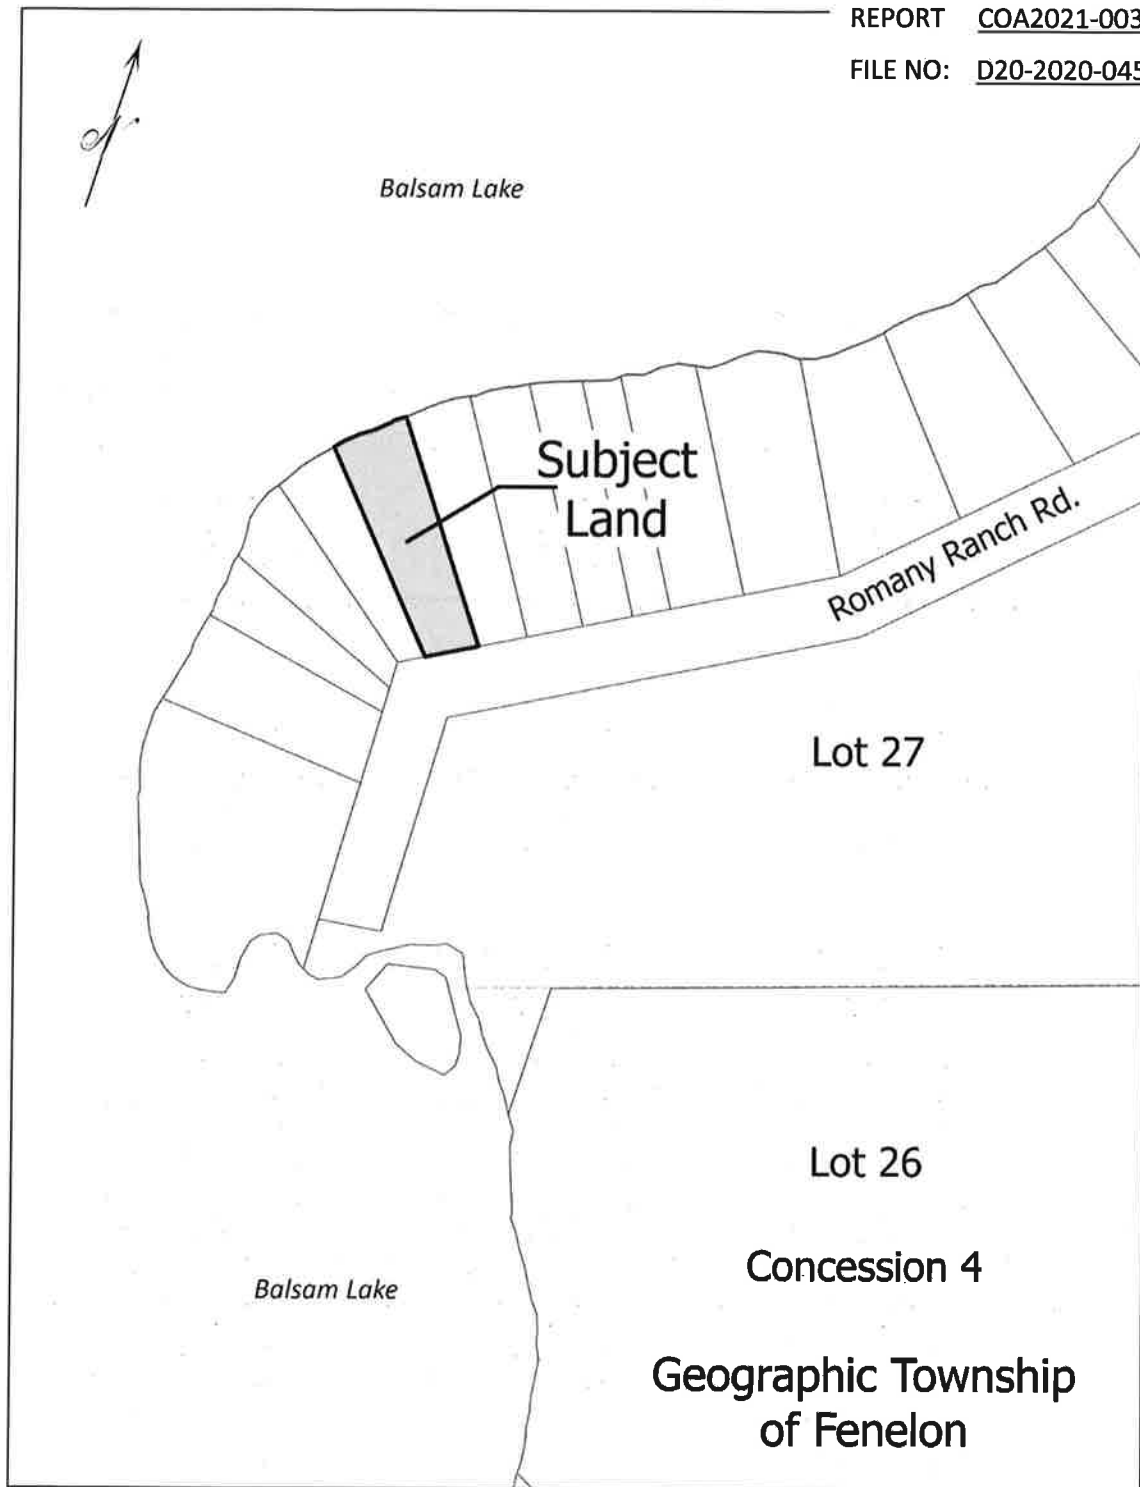 REPORT COA2021-003
FILE NO: D20-2020-045
Balsam Lake
Subject
Land
Romany Ranch Rd.
Lot 27
Lot 26
Concession 4
Balsam Lake
Geographic Township
of Fenelon